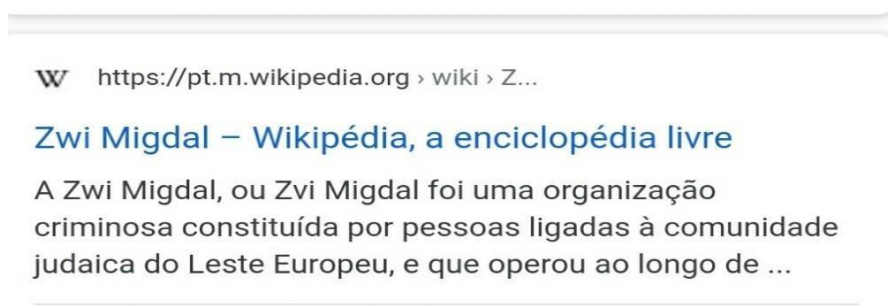 W https://pt.m.wikipedia.org › wiki › Z...
Zwi Migdal – Wikipédia, a enciclopédia livre
A Zwi Migdal, ou Zvi Migdal foi uma organização
criminosa constituída por pessoas ligadas à comunidade
judaica do Leste Europeu, e que operou ao longo de ...